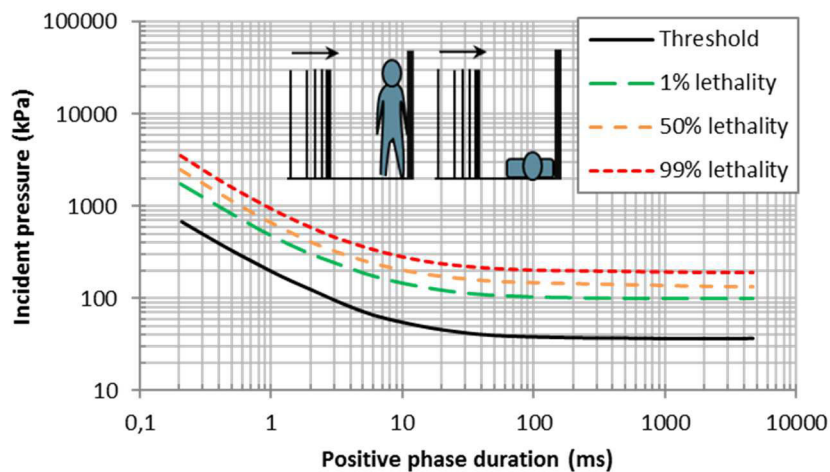 100000
10000
1000
100
10
Incident pressure (kPa)
0,1
1
10
100
1000
10000
Positive phase duration (ms)
Threshold
1% lethality
50% lethality
99% lethality